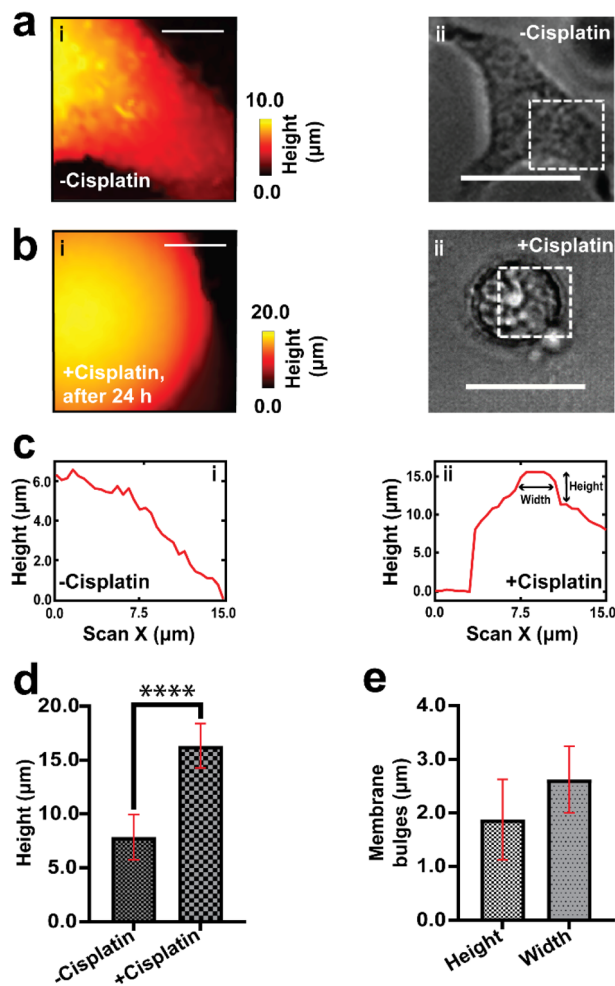 a
i
10.0
Height
(μm)
0.0
-Cisplatin
ii
-Cisplatin
b
i
20.0
Height
(μm)
0.0
+Cisplatin,
after 24 h
ii
+Cisplatin
c
i
Height (μm)
6.0
4.0
2.0
0.0
-Cisplatin
0.0 7.5 15.0
Scan X (μm)
ii
Height (μm)
15.0
10.0
5.0
0.0
Width
Height
+Cisplatin
0.0 7.5 15.0
Scan X (μm)
d
Height (μm)
20.0
15.0
10.0
5.0
0.0
****
-Cisplatin
+Cisplatin
e
Membrane
bulges (μm)
4.0
3.0
2.0
1.0
0.0
Height
Width